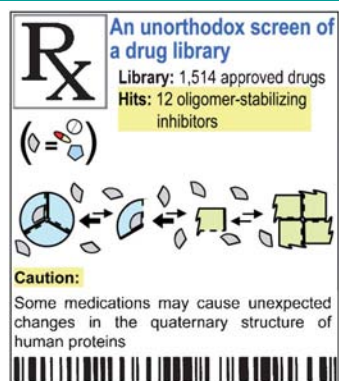 Rx
An unorthodox screen of
a drug library
Library: 1,514 approved drugs
Hits: 12 oligomer-stabilizing
inhibitors
( = )
Caution:
Some medications may cause unexpected
changes in the quaternary structure of
human proteins